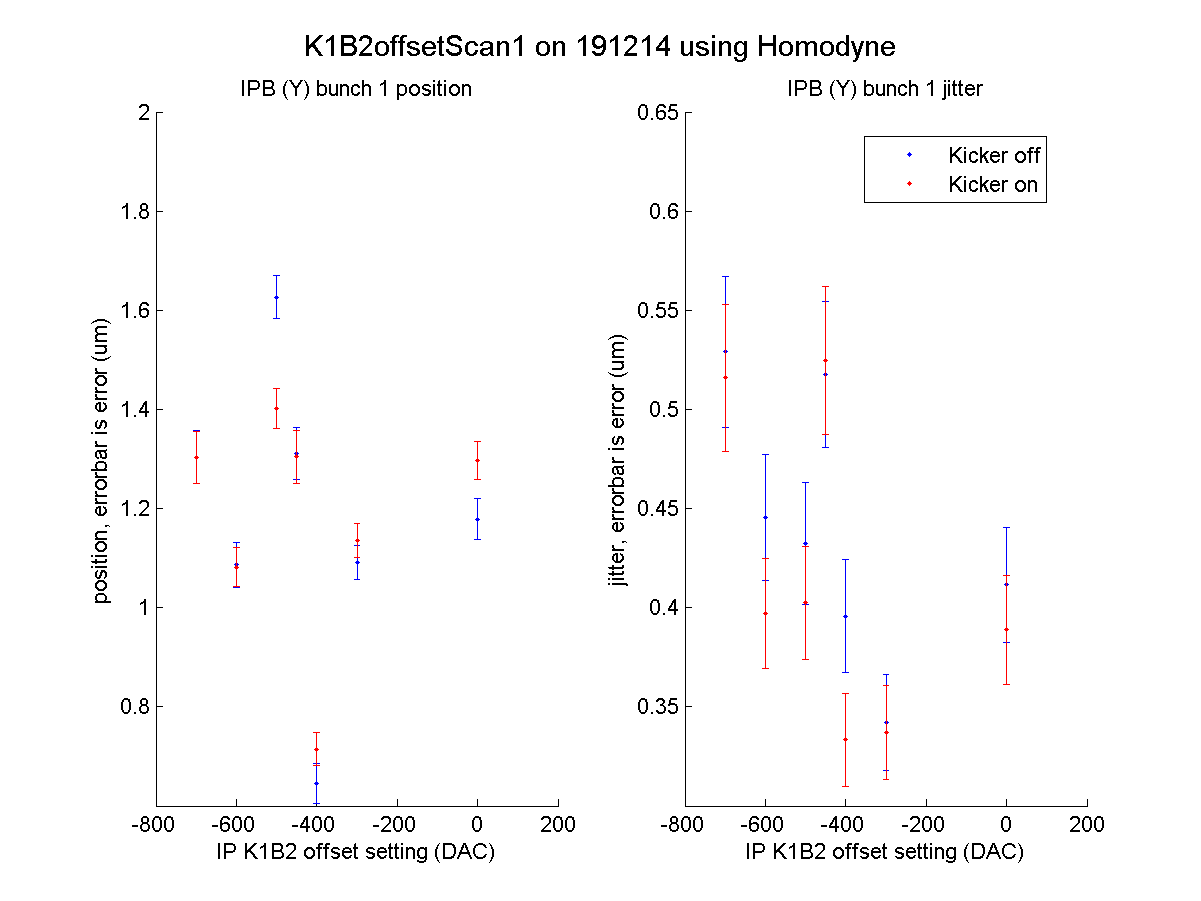 K1B2offsetScan1 on 191214 using Homodyne
IPB (Y) bunch 1 position
2
1.8
1.6
1.4
1.2
1
0.8
-800
-600
-400
-200
0
200
position, errorbar is error (um)
IP K1B2 offset setting (DAC)
IPB (Y) bunch 1 jitter
0.65
0.6
0.55
0.5
0.45
0.4
0.35
-800
-600
-400
-200
0
200
jitter, errorbar is error (um)
IP K1B2 offset setting (DAC)
Kicker off
Kicker on